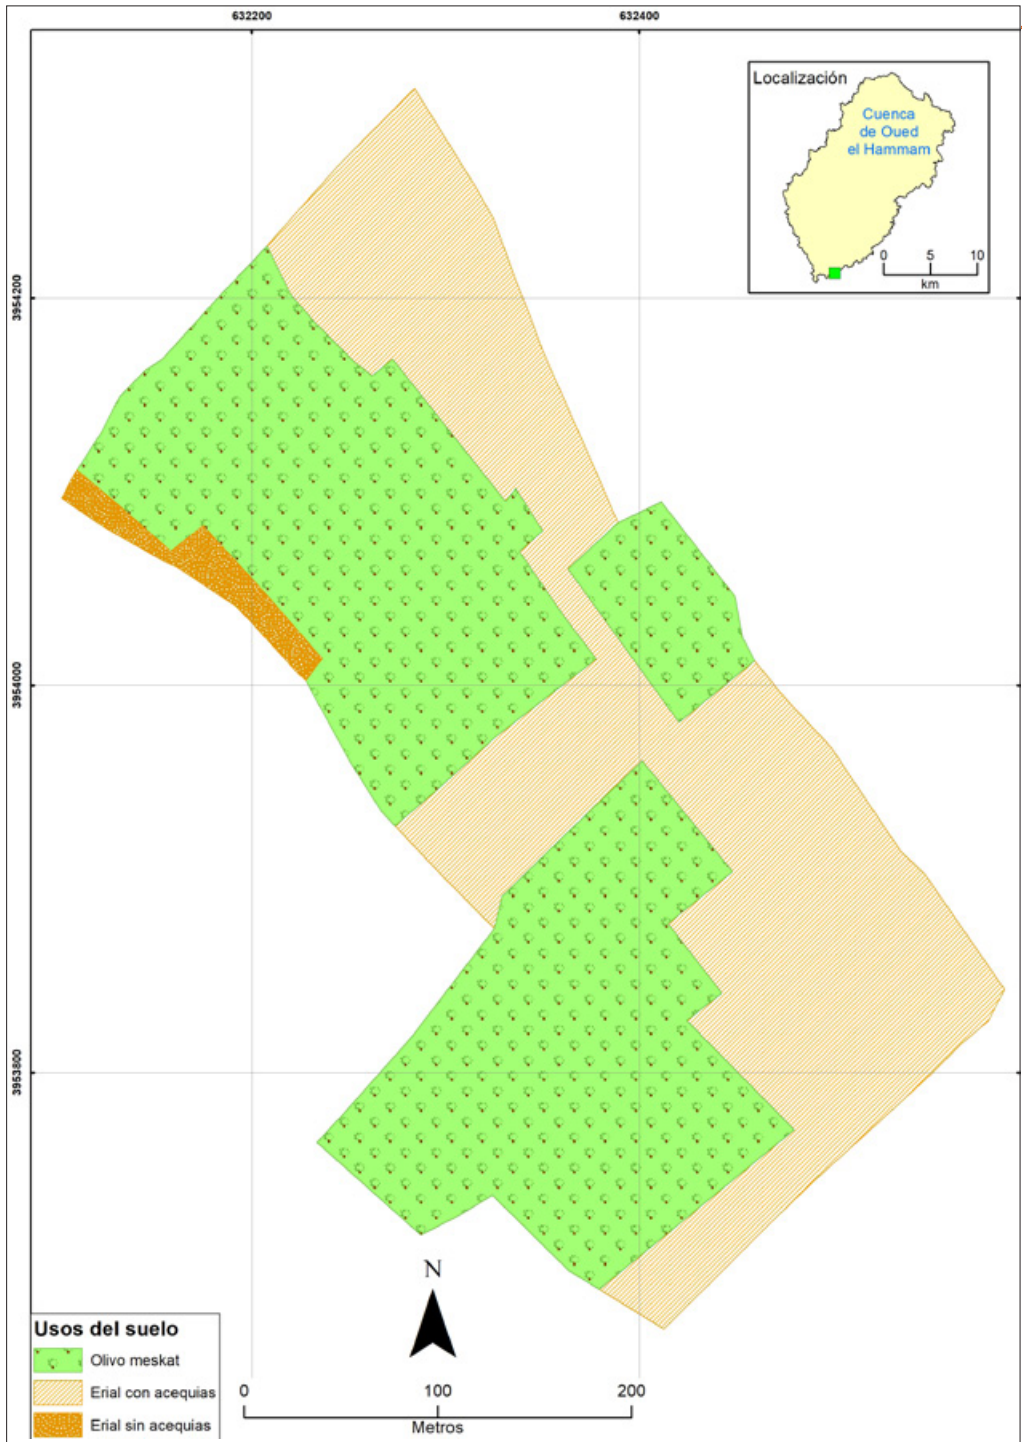 632200
632400
Localización
Cuenca
de Oued
el Hammam
0
5
10
km
3954200
3954000
3953800
N
Usos del suelo
Olivo meskat
Erial con acequias
Erial sin acequias
0
100
200
Metros